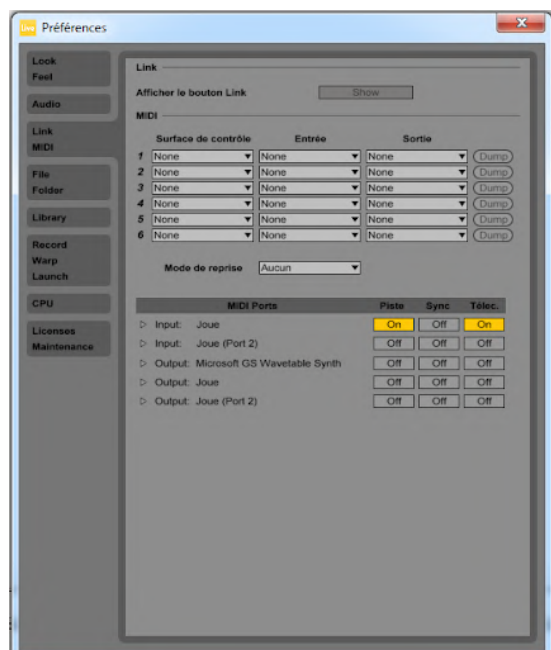 live Préférences
X
Look
Feel
Audio
Link
MIDI
File
Folder
Library
Record
Warp
Launch
CPU
Licenses
Maintenance
Link
Afficher le bouton Link Show
MIDI
Surface de contrôle Entrée Sortie
1 None None None Dump
2 None None None Dump
3 None None None Dump
4 None None None Dump
5 None None None Dump
6 None None None Dump
Mode de reprise Aucun
MIDI Ports Piste Sync Télec.
Input: Joue On Off On
Input: Joue (Port 2) Off Off Off
Output: Microsoft GS Wavetable Synth Off Off Off
Output: Joue Off Off Off
Output: Joue (Port 2) Off Off Off